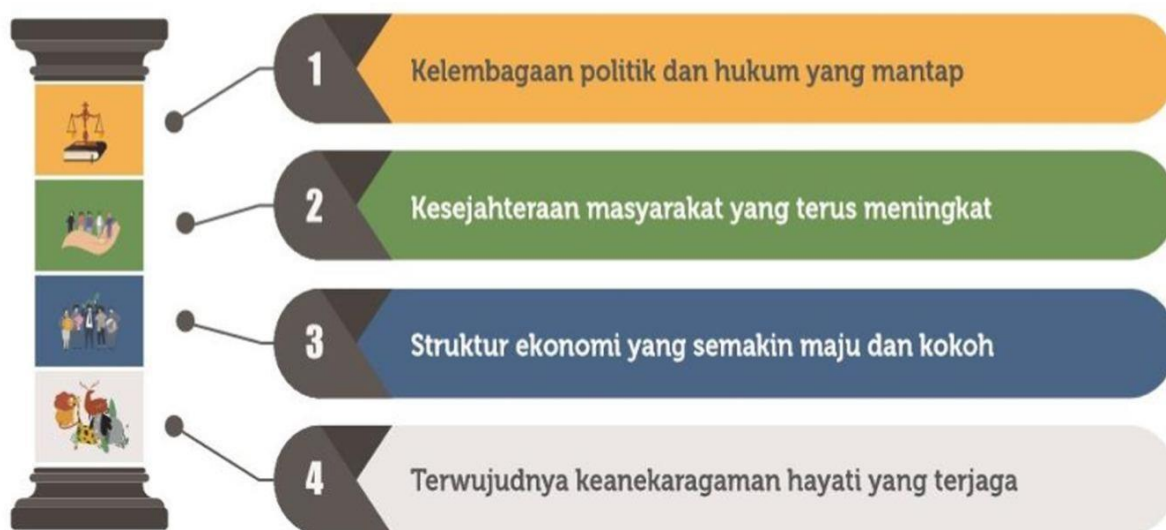 1
Kelembagaan politik dan hukum yang mantap
2
Kesejahteraan masyarakat yang terus meningkat
3
Struktur ekonomi yang semakin maju dan kokoh
4
Terwujudnya keanekaragaman hayati yang terjaga